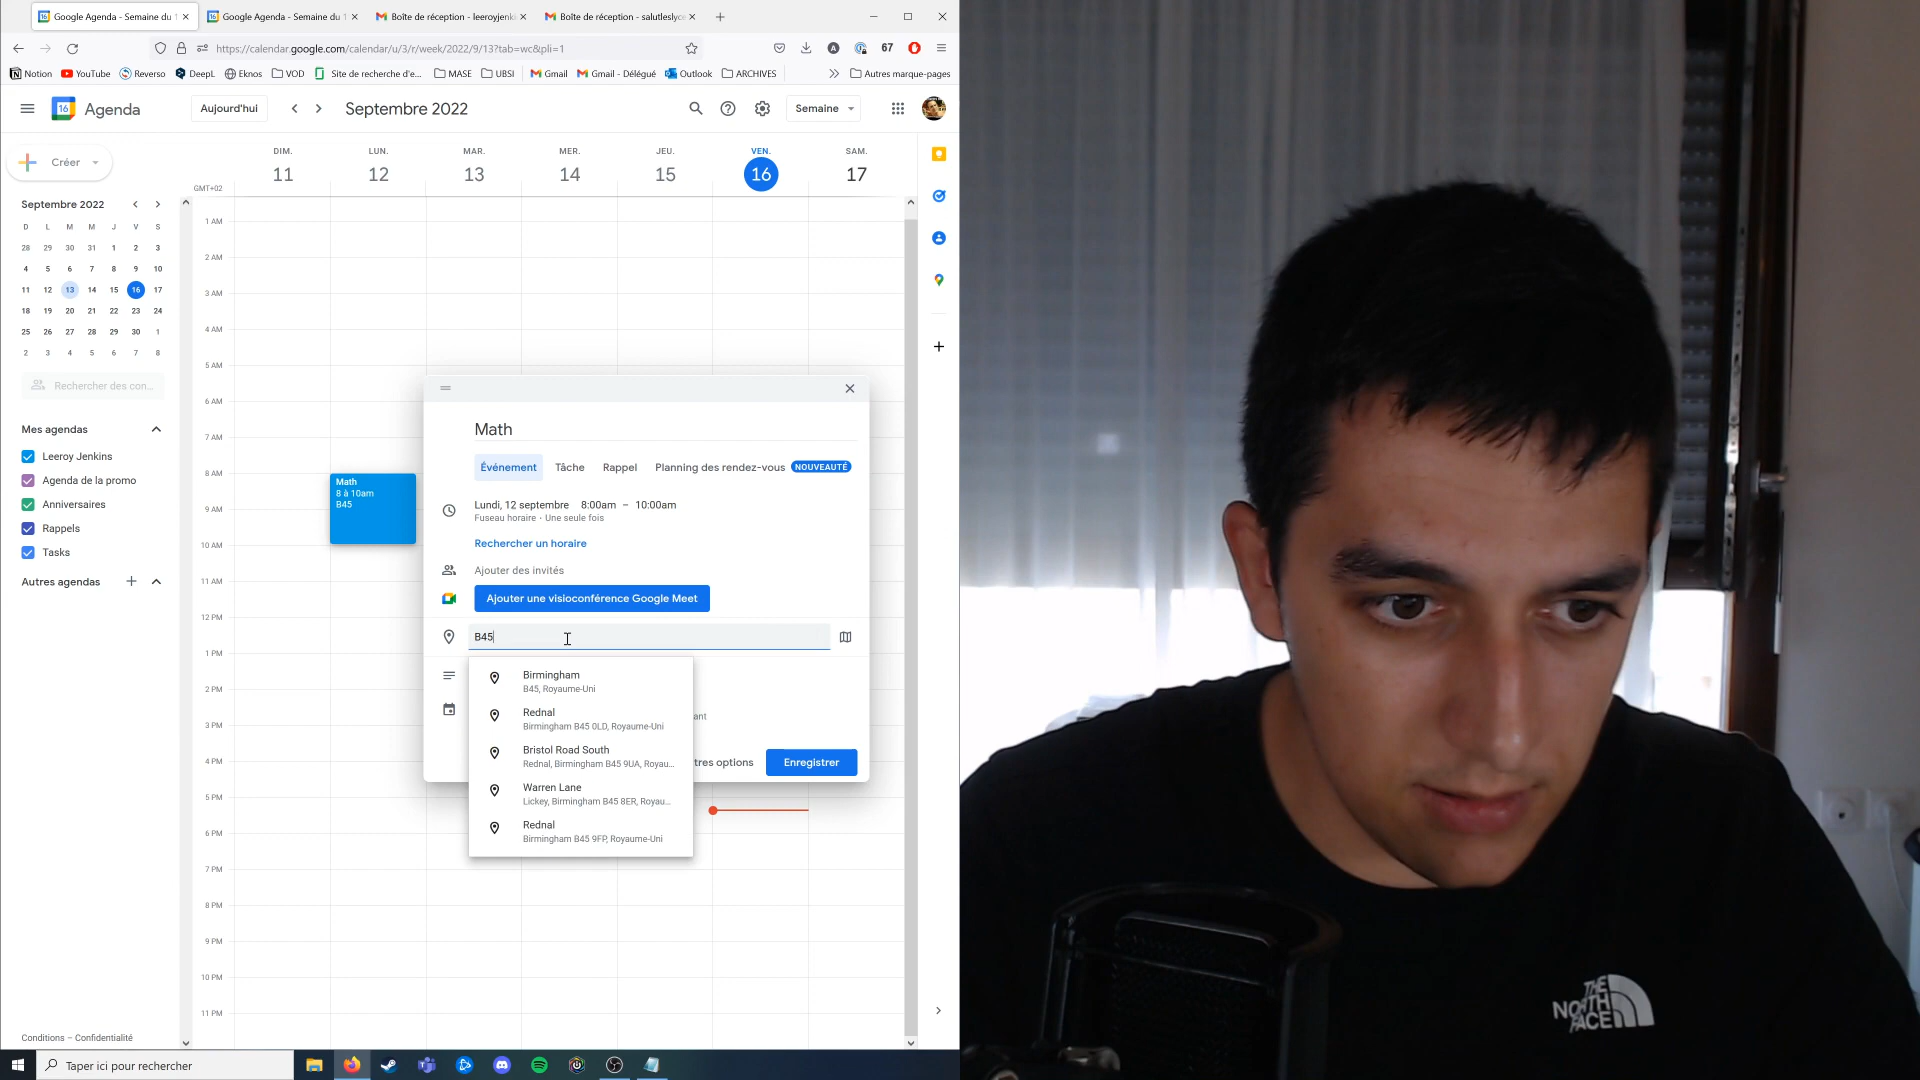 Google Agenda - Semaine du 1
Google Agenda - Semaine du 1
Boîte de réception - leeroyjenki
Boîte de réception - salutleslyc
https://calendar.google.com/calendar/u/3/r/week/2022/9/13?tab=wc&pli=1
67
Notion
YouTube
Reverso
DeepL
Eknos
VOD
Site de recherche d'e...
MASE
UBSI
Gmail
Gmail - Délégué
Outlook
ARCHIVES
Autres marque-pages
16
Agenda
Aujourd'hui
Septembre 2022
Semaine
Créer
DIM.
LUN.
MAR.
MER.
JEU.
VEN.
SAM.
11
12
13
14
15
16
17
GMT+02
Septembre 2022
D L M M J V S
28 29 30 31 1 2 3
4 5 6 7 8 9 10
11 12 13 14 15 16 17
18 19 20 21 22 23 24
25 26 27 28 29 30 1
2 3 4 5 6 7 8
Rechercher des con...
Mes agendas
Leeroy Jenkins
Agenda de la promo
Anniversaires
Rappels
Tasks
Autres agendas
Conditions – Confidentialité
1 AM
2 AM
3 AM
4 AM
5 AM
6 AM
7 AM
8 AM
9 AM
10 AM
11 AM
12 PM
1 PM
2 PM
3 PM
4 PM
5 PM
6 PM
7 PM
8 PM
9 PM
10 PM
11 PM
Math
8 à 10am
B45
Math
Événement
Tâche
Rappel
Planning des rendez-vous
NOUVEAUTÉ
Lundi, 12 septembre 8:00am – 10:00am
Fuseau horaire · Une seule fois
Rechercher un horaire
Ajouter des invités
Ajouter une visioconférence Google Meet
B45
Birmingham
B45, Royaume-Uni
Rednal
Birmingham B45 0LD, Royaume-Uni
Bristol Road South
Rednal, Birmingham B45 9UA, Royau...
Warren Lane
Lickey, Birmingham B45 8ER, Royau...
Rednal
Birmingham B45 9FP, Royaume-Uni
ant
tres options
Enregistrer
Taper ici pour rechercher
THE
NORTH
FACE